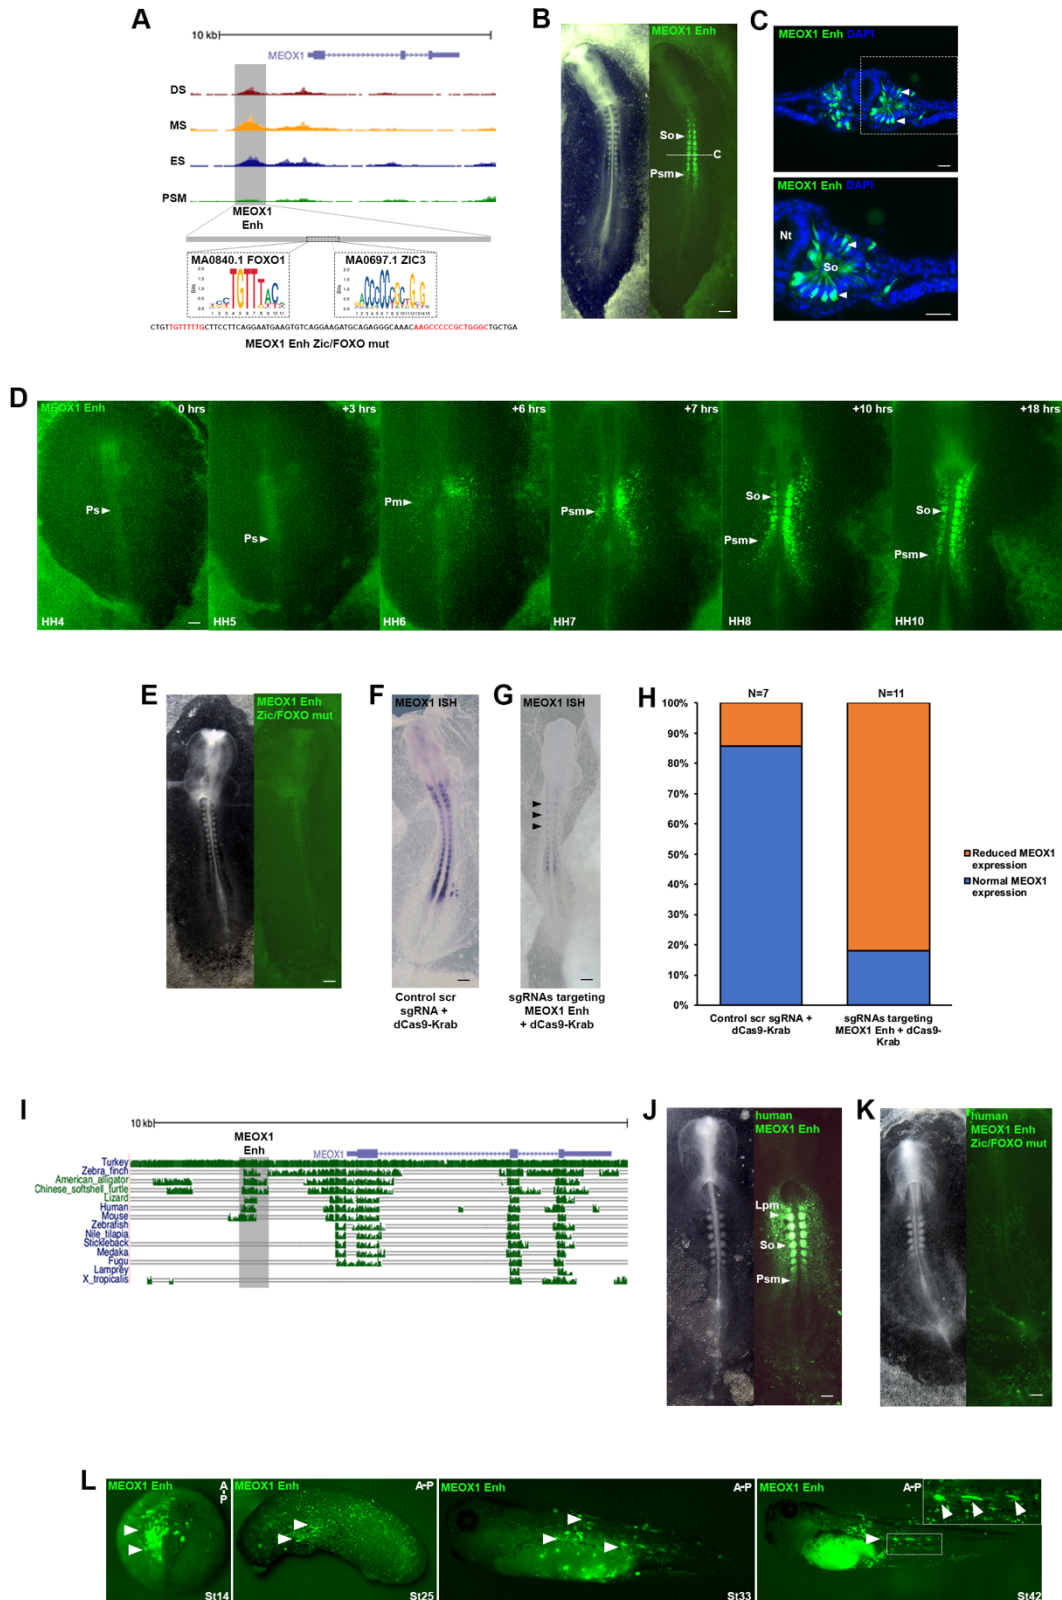 A
10 kb
MEOX1
DS
MS
ES
PSM
MEOX1
Enh
MA0840.1 FOXO1
MA0697.1 ZIC3
CTGTTGTTTTTGCTTCCTTCAGGAATGAAGTGTCAGGAAGATGCAGAGGGCAAACAAGCCCCCGCTGGGCTGCTGA
MEOX1 Enh Zic/FOXO mut
B
MEOX1 Enh
So
C
Psm
C
MEOX1 Enh DAPI
MEOX1 Enh DAPI
Nt
So
D
MEOX1 Enh
0 hrs
+3 hrs
+6 hrs
+7 hrs
+10 hrs
+18 hrs
Ps
Ps
Pm
Psm
So
Psm
So
Psm
HH4
HH5
HH6
HH7
HH8
HH10
E
MEOX1 Enh
Zic/FOXO mut
F
MEOX1 ISH
Control scr
sgRNA +
dCas9-Krab
G
MEOX1 ISH
sgRNAs targeting
MEOX1 Enh
+ dCas9-Krab
H
N=7
N=11
100%
90%
80%
70%
60%
50%
40%
30%
20%
10%
0%
Control scr sgRNA +
dCas9-Krab
sgRNAs targeting
MEOX1 Enh + dCas9-
Krab
Reduced MEOX1
expression
Normal MEOX1
expression
I
10 kb
MEOX1
Enh
MEOX1
Turkey
Zebra_finch
American_alligator
Chinese_softshell_turtle
Lizard
Human
Mouse
Zebrafish
Nile_tilapia
Stickleback
Medaka
Fugu
Lamprey
X_tropicalis
J
human
MEOX1 Enh
Lpm
So
Psm
K
human
MEOX1 Enh
Zic/FOXO mut
L
MEOX1 Enh
A-P
St14
MEOX1 Enh
A-P
St25
MEOX1 Enh
A-P
St33
MEOX1 Enh
A-P
St42